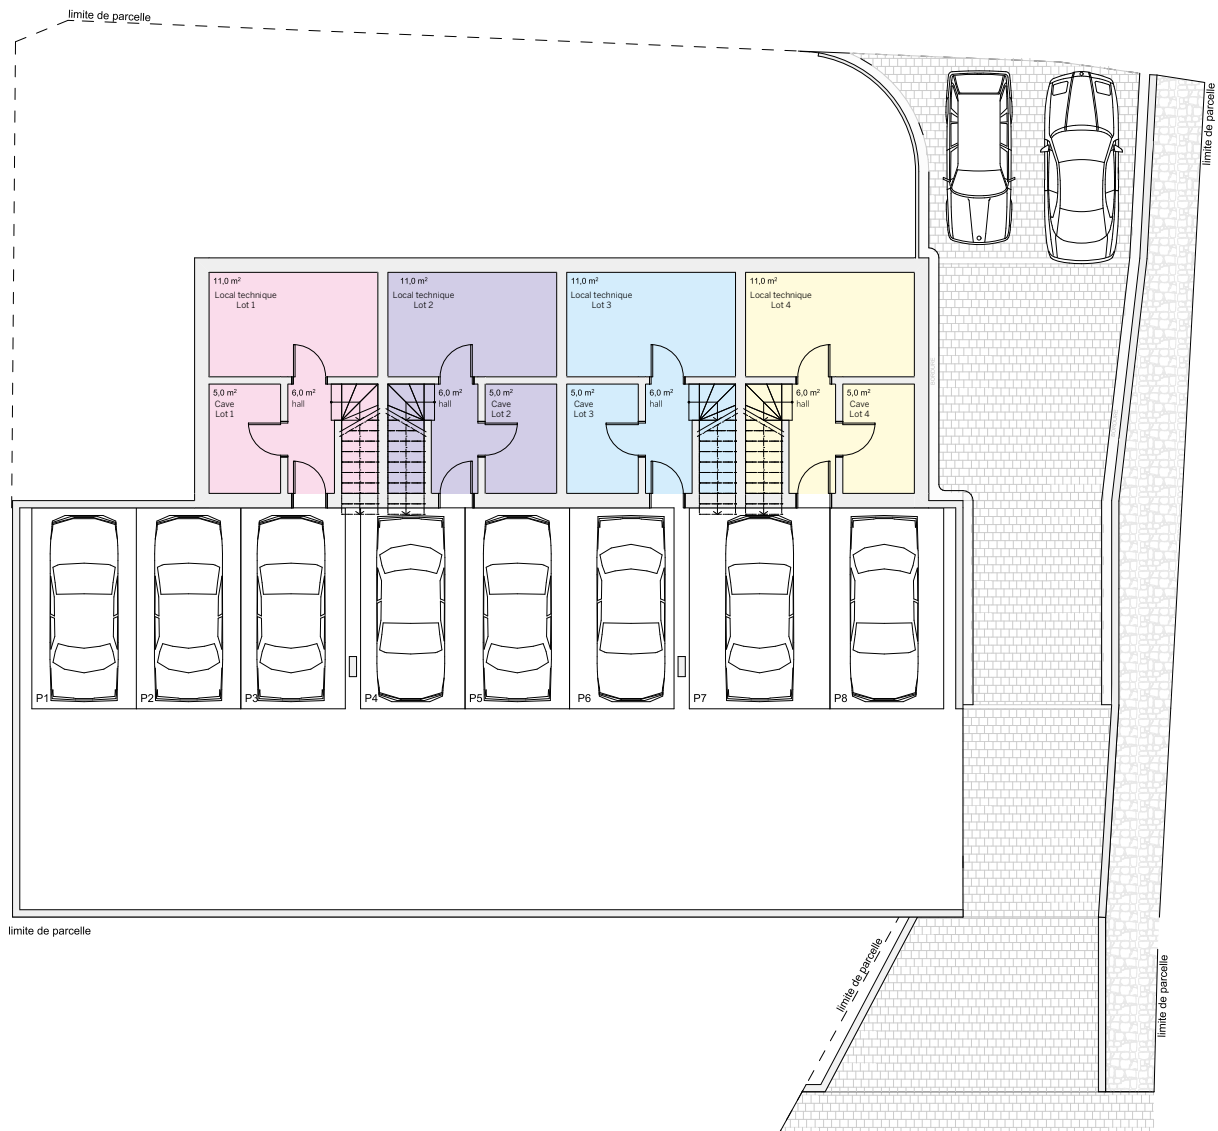 limite de parcelle
limite de parcelle
11,0 m²
Local technique
Lot 1
11,0 m²
Local technique
Lot 2
11,0 m²
Local technique
Lot 3
11,0 m²
Local technique
Lot 4
5,0 m²
Cave
Lot 1
6,0 m²
hall
6,0 m²
hall
5,0 m²
Cave
Lot 2
5,0 m²
Cave
Lot 3
6,0 m²
hall
6,0 m²
hall
5,0 m²
Cave
Lot 4
P1
P2
P3
P4
P5
P6
P7
P8
limite de parcelle
limite de parcelle
limite de parcelle